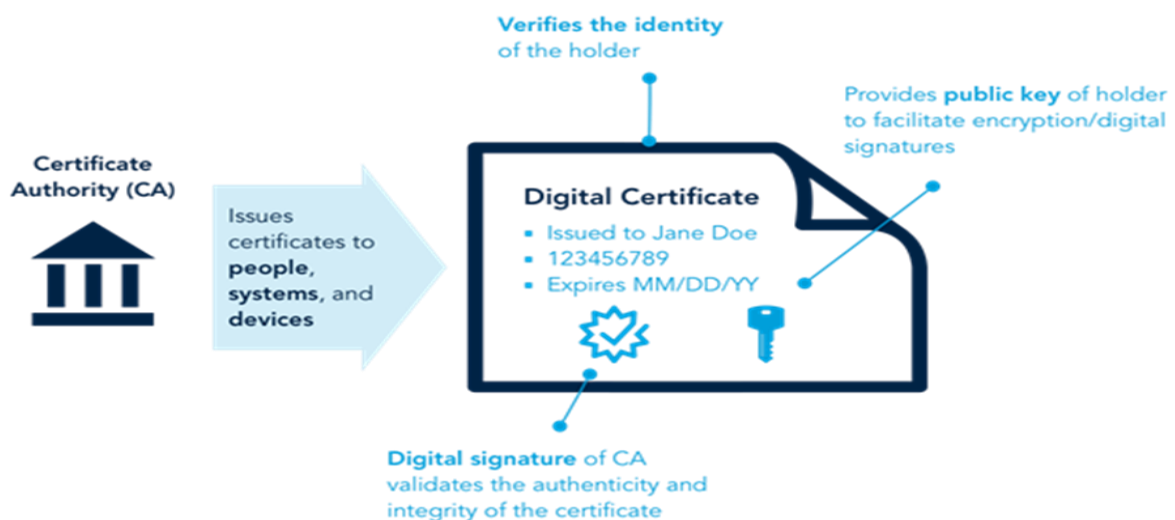 Verifies the identity
of the holder
Provides public key of holder
to facilitate encryption/digital
signatures
Certificate
Authority (CA)
Issues
certificates to
people,
systems, and
devices
Digital Certificate
▪ Issued to Jane Doe
▪ 123456789
▪ Expires MM/DD/YY
Digital signature of CA
validates the authenticity and
integrity of the certificate